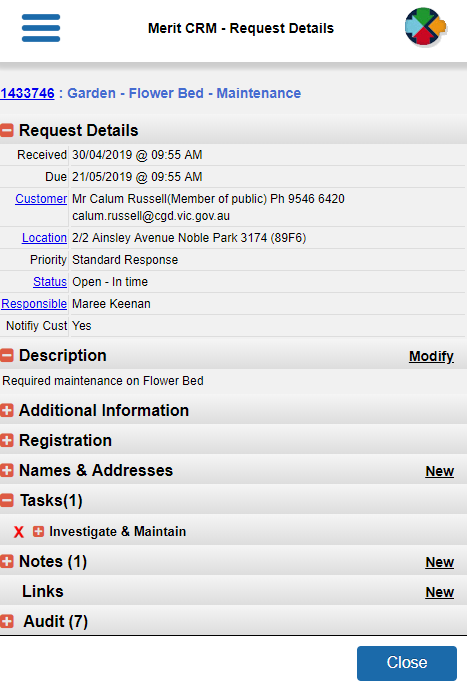 Merit CRM - Request Details
1433746 : Garden - Flower Bed - Maintenance
Request Details
Received 30/04/2019 @ 09:55 AM
Due 21/05/2019 @ 09:55 AM
Customer Mr Calum Russell(Member of public) Ph 9546 6420
calum.russell@cgd.vic.gov.au
Location 2/2 Ainsley Avenue Noble Park 3174 (89F6)
Priority Standard Response
Status Open - In time
Responsible Maree Keenan
Notifiy Cust Yes
Description Modify
Required maintenance on Flower Bed
Additional Information
Registration
Names & Addresses New
Tasks(1)
X Investigate & Maintain
Notes (1) New
Links New
Audit (7)
Close